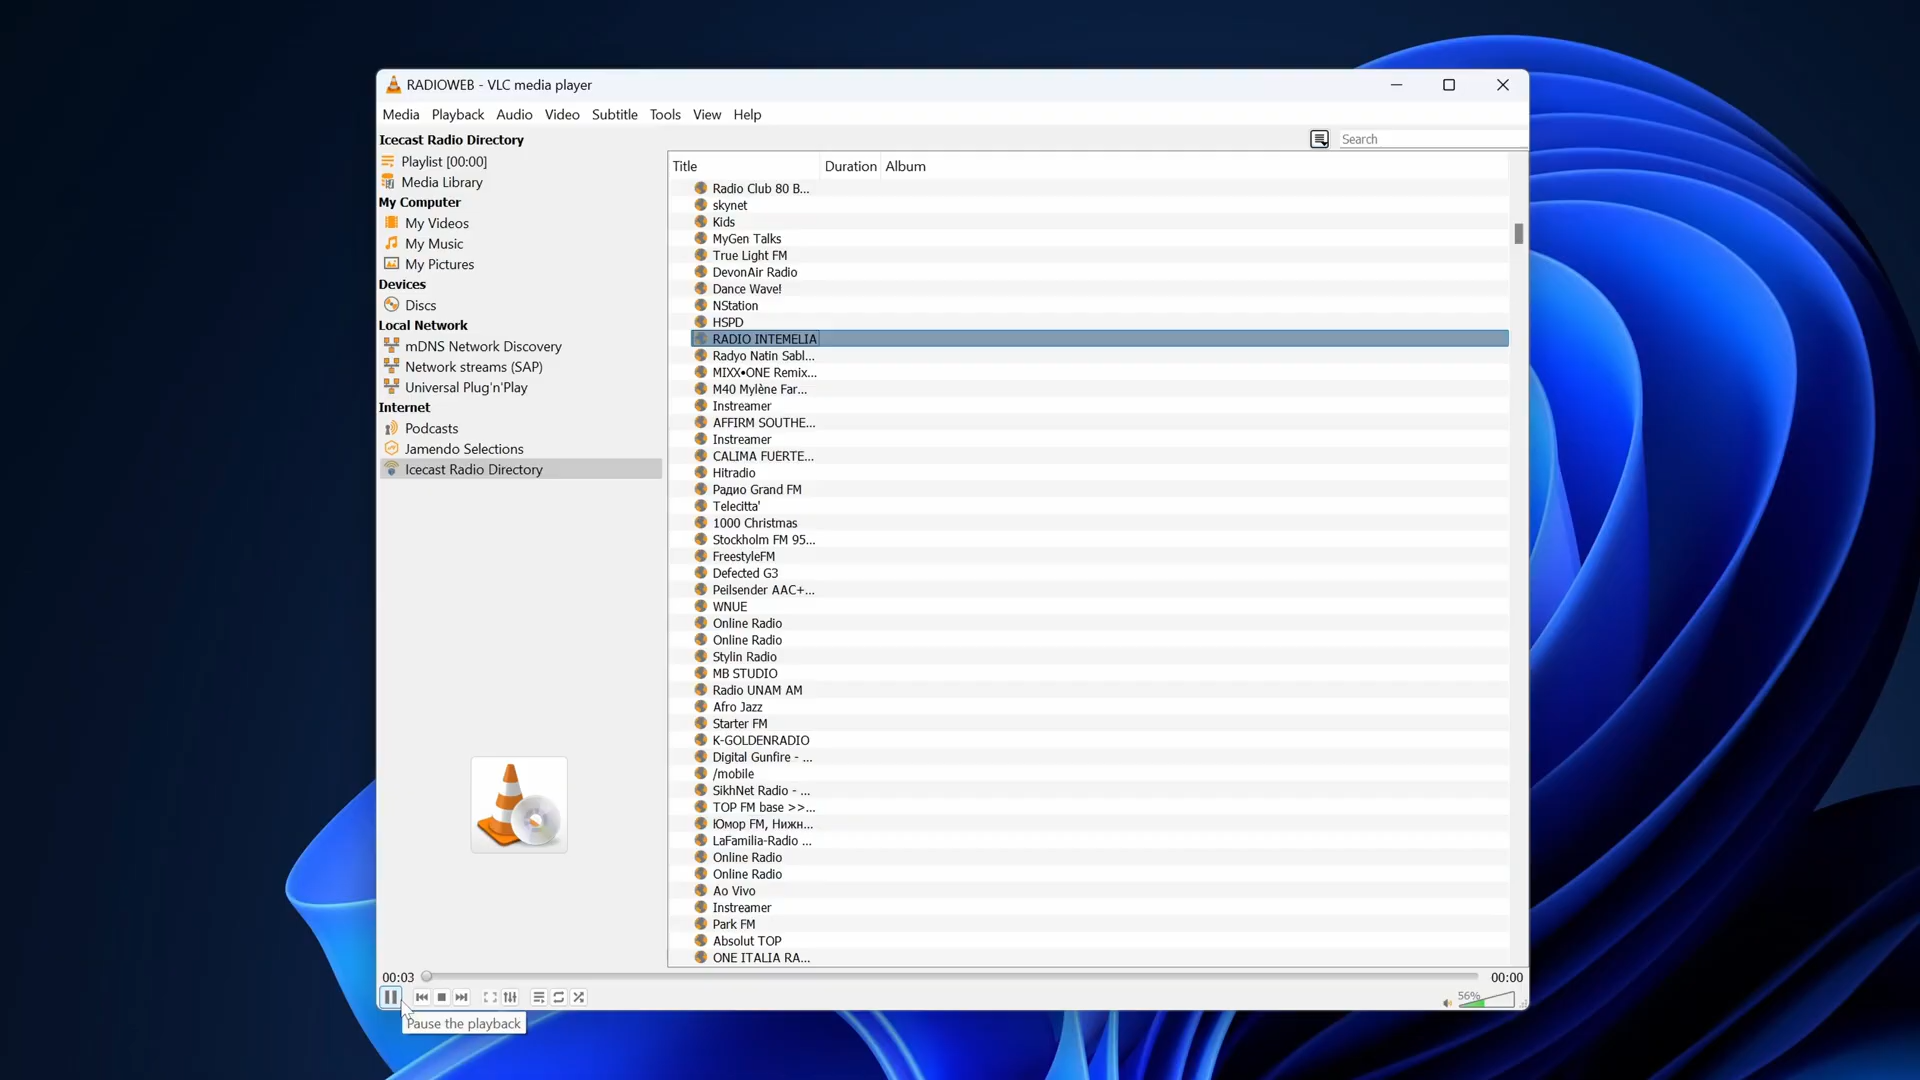 RADIOWEB - VLC media player
Media Playback Audio Video Subtitle Tools View Help
Icecast Radio Directory
Search
Playlist [00:00]
Media Library
My Computer
My Videos
My Music
My Pictures
Devices
Discs
Local Network
mDNS Network Discovery
Network streams (SAP)
Universal Plug'n'Play
Internet
Podcasts
Jamendo Selections
Icecast Radio Directory
Title Duration Album
Radio Club 80 B...
skynet
Kids
MyGen Talks
True Light FM
DevonAir Radio
Dance Wave!
NStation
HSPD
RADIO INTEMELIA
Radyo Natin Sabl...
MIXX•ONE Remix...
M40 Mylène Far...
Instreamer
AFFIRM SOUTHE...
Instreamer
CALIMA FUERTE...
Hitradio
Радио Grand FM
Telecitta'
1000 Christmas
Stockholm FM 95...
FreestyleFM
Defected G3
Peilsender AAC+...
WNUE
Online Radio
Online Radio
Stylin Radio
MB STUDIO
Radio UNAM AM
Afro Jazz
Starter FM
K-GOLDENRADIO
Digital Gunfire - ...
/mobile
SikhNet Radio - ...
TOP FM base >>...
Юмор FM, Нижн...
LaFamilia-Radio ...
Online Radio
Online Radio
Ao Vivo
Instreamer
Park FM
Absolut TOP
ONE ITALIA RA...
00:03
00:00
56%
Pause the playback